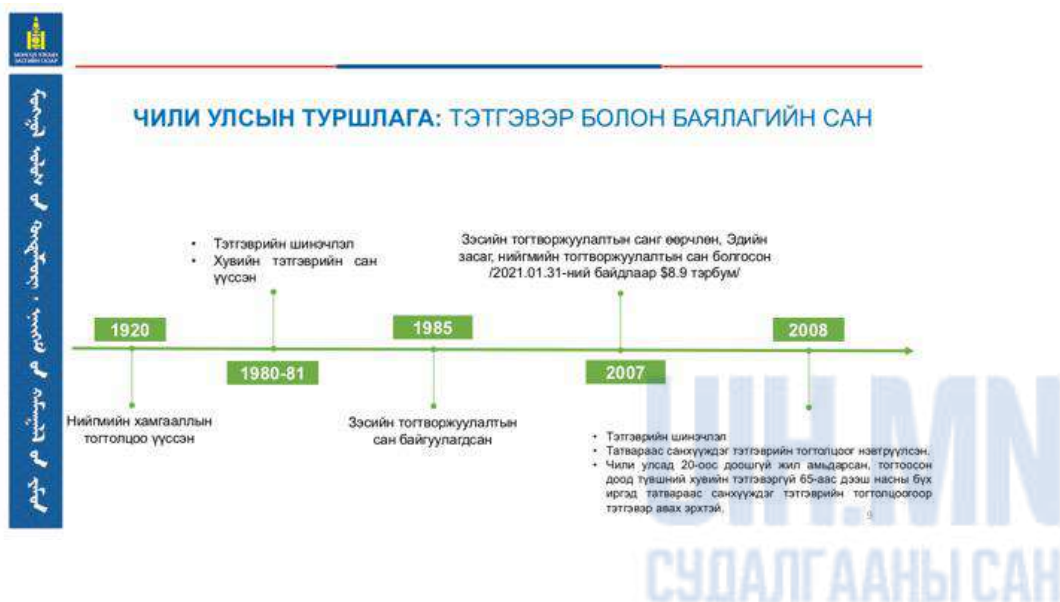 МОНГОЛ УЛСЫН
ЗАСГИЙН ГАЗАР
ЧИЛИ УЛСЫН ТУРШЛАГА: ТЭТГЭВЭР БОЛОН БАЯЛАГИЙН САН
• Тэтгэврийн шинэчлэл
• Хувийн тэтгэврийн сан
үүссэн
Зэсийн тогтворжуулалтын санг өөрчлөн, Эдийн
засаг, нийгмийн тогтворжуулалтын сан болгосон
/2021.01.31-ний байдлаар $8.9 тэрбум/
1920
1985
2008
1980-81
2007
Нийгмийн хамгааллын
тогтолцоо үүссэн
Зэсийн тогтворжуулалтын
сан байгуулагдсан
• Тэтгэврийн шинэчлэл
• Татвараас санхүүждэг тэтгэврийн тогтолцоог нэвтрүүлсэн.
• Чили улсад 20-оос доошгүй жил амьдарсан, тогтоосон
доод түвшний хувийн тэтгэвэргүй 65-аас дээш насны бүх
иргэд татвараас санхүүждэг тэтгэврийн тогтолцоогоор
тэтгэвэр авах эрхтэй.
9
UIH.MN
СУДАЛГААНЫ САН